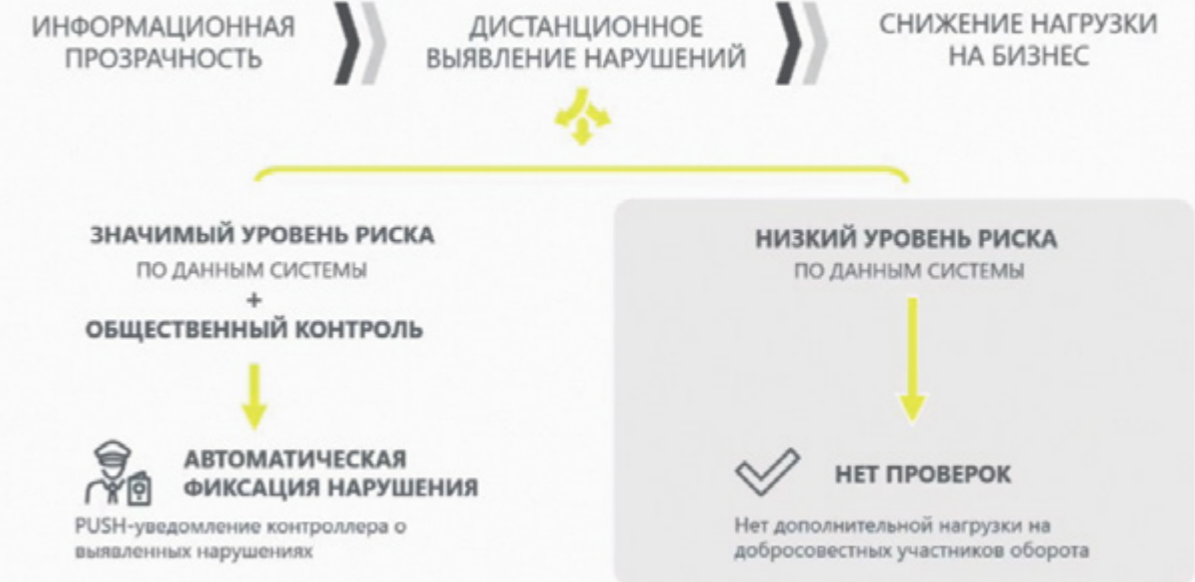 ИНФОРМАЦИОННАЯ
ПРОЗРАЧНОСТЬ
ДИСТАНЦИОННОЕ
ВЫЯВЛЕНИЕ НАРУШЕНИЙ
СНИЖЕНИЕ НАГРУЗКИ
НА БИЗНЕС
ЗНАЧИМЫЙ УРОВЕНЬ РИСКА
ПО ДАННЫМ СИСТЕМЫ
+
ОБЩЕСТВЕННЫЙ КОНТРОЛЬ
АВТОМАТИЧЕСКАЯ
ФИКСАЦИЯ НАРУШЕНИЯ
PUSH-уведомление контроллера о
выявленных нарушениях
НИЗКИЙ УРОВЕНЬ РИСКА
ПО ДАННЫМ СИСТЕМЫ
НЕТ ПРОВЕРОК
Нет дополнительной нагрузки на
добросовестных участников оборота